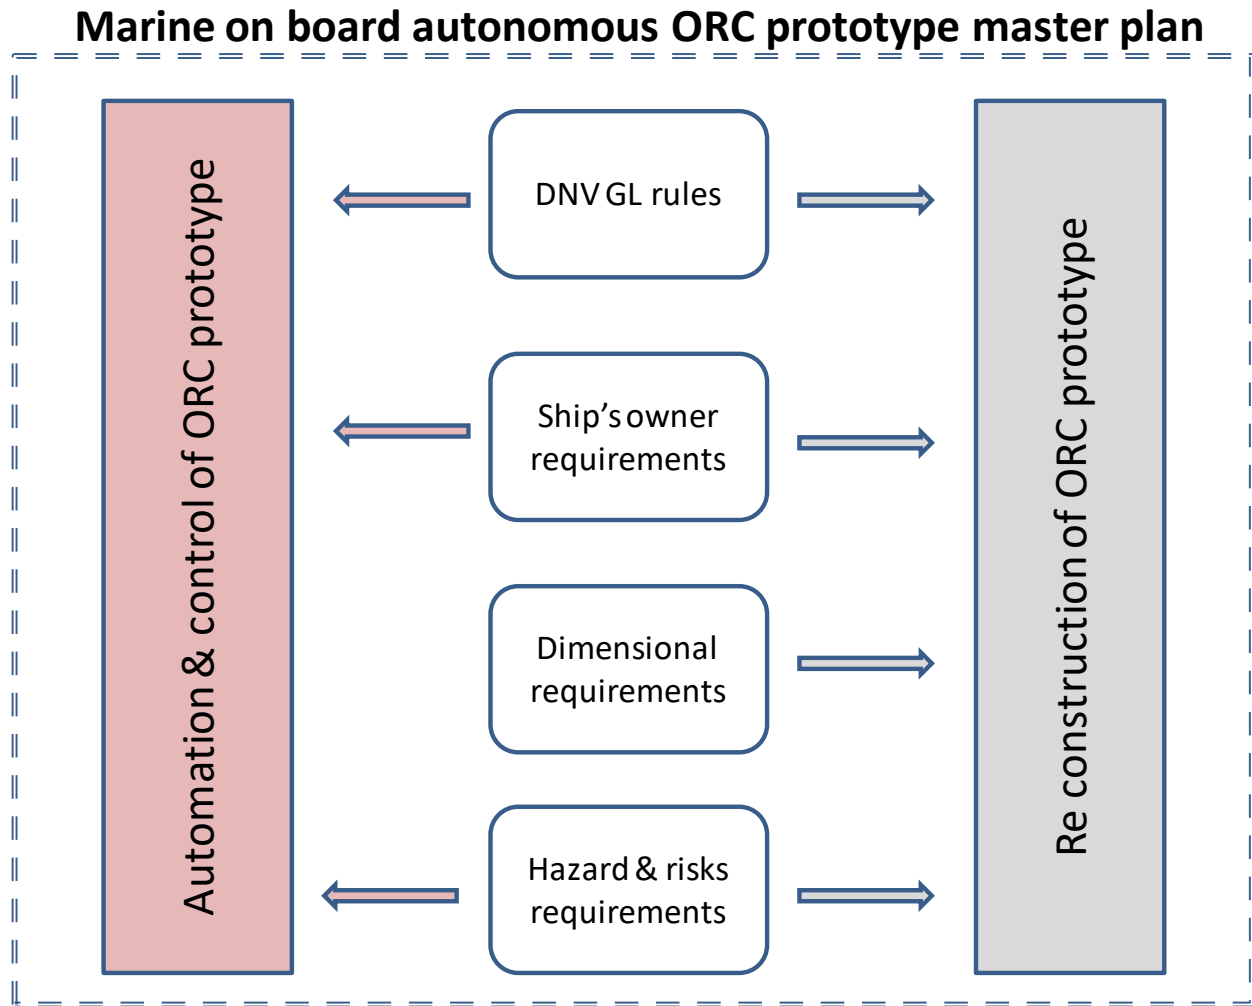 Marine on board autonomous ORC prototype master plan
Automation & control of ORC prototype
DNV GL rules
Ship’s owner
requirements
Dimensional
requirements
Hazard & risks
requirements
Re construction of ORC prototype